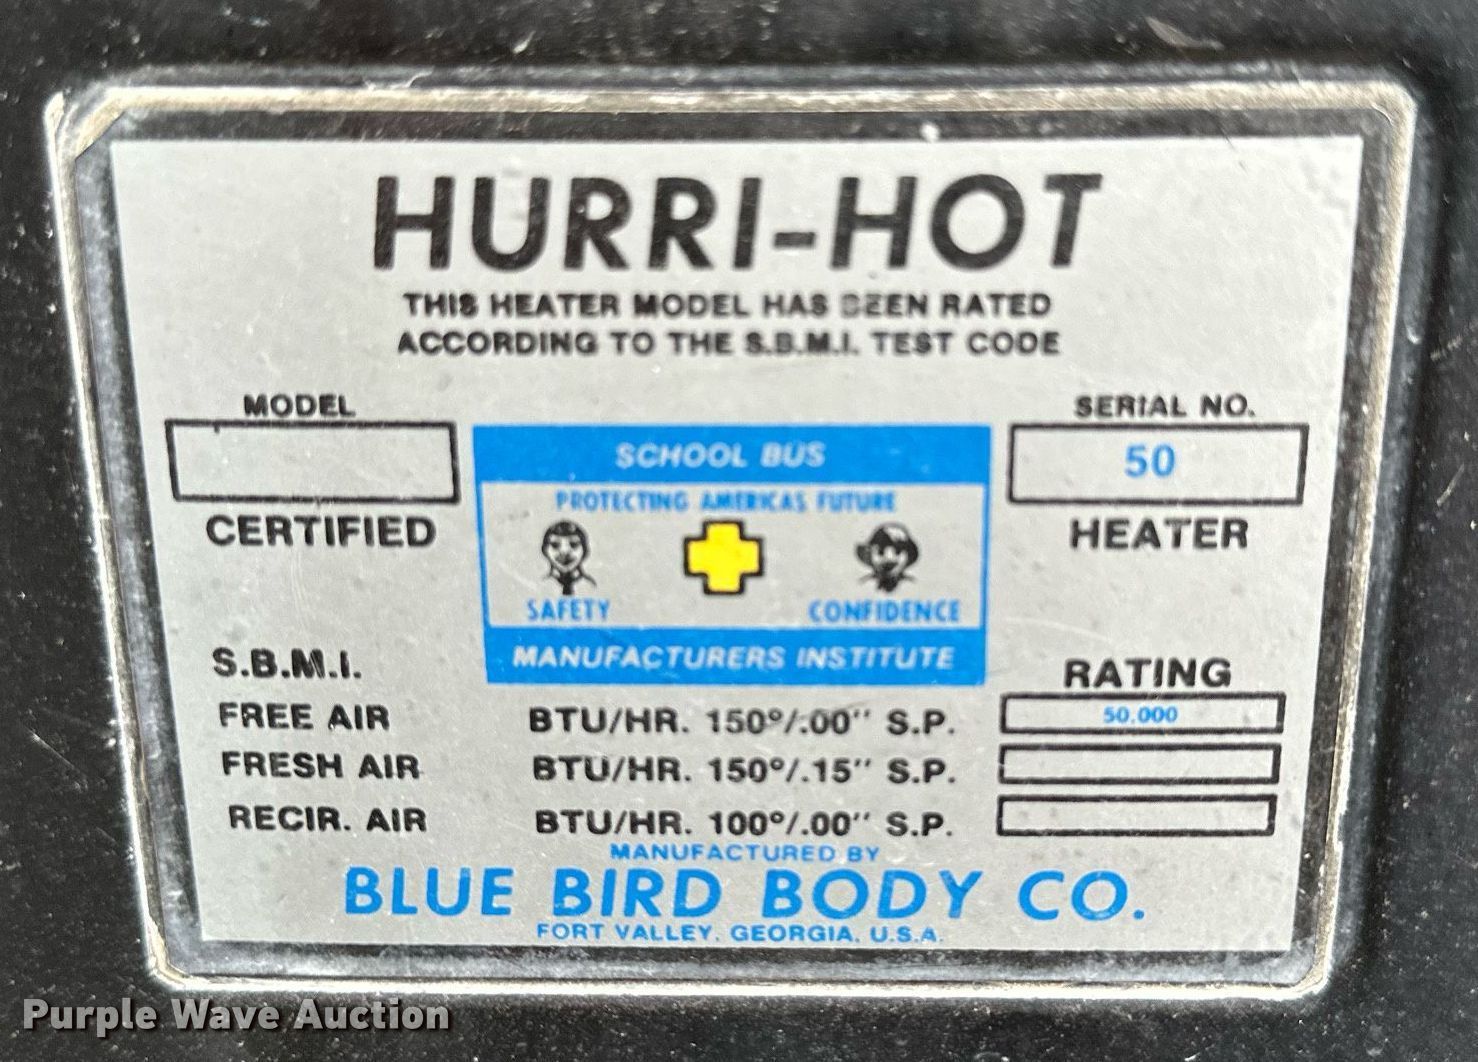 HURRI-HOT
THIS HEATER MODEL HAS BEEN RATED
ACCORDING TO THE S.B.M.I. TEST CODE
MODEL
SERIAL NO.
50
CERTIFIED
HEATER
SCHOOL BUS
PROTECTING AMERICAS FUTURE
SAFETY
CONFIDENCE
MANUFACTURERS INSTITUTE
S.B.M.I.
RATING
FREE AIR BTU/HR. 150°/.00" S.P. 50.000
FRESH AIR BTU/HR. 150°/.15" S.P.
RECIR. AIR BTU/HR. 100°/.00" S.P.
MANUFACTURED BY
BLUE BIRD BODY CO.
FORT VALLEY, GEORGIA, U.S.A.
Purple Wave Auction